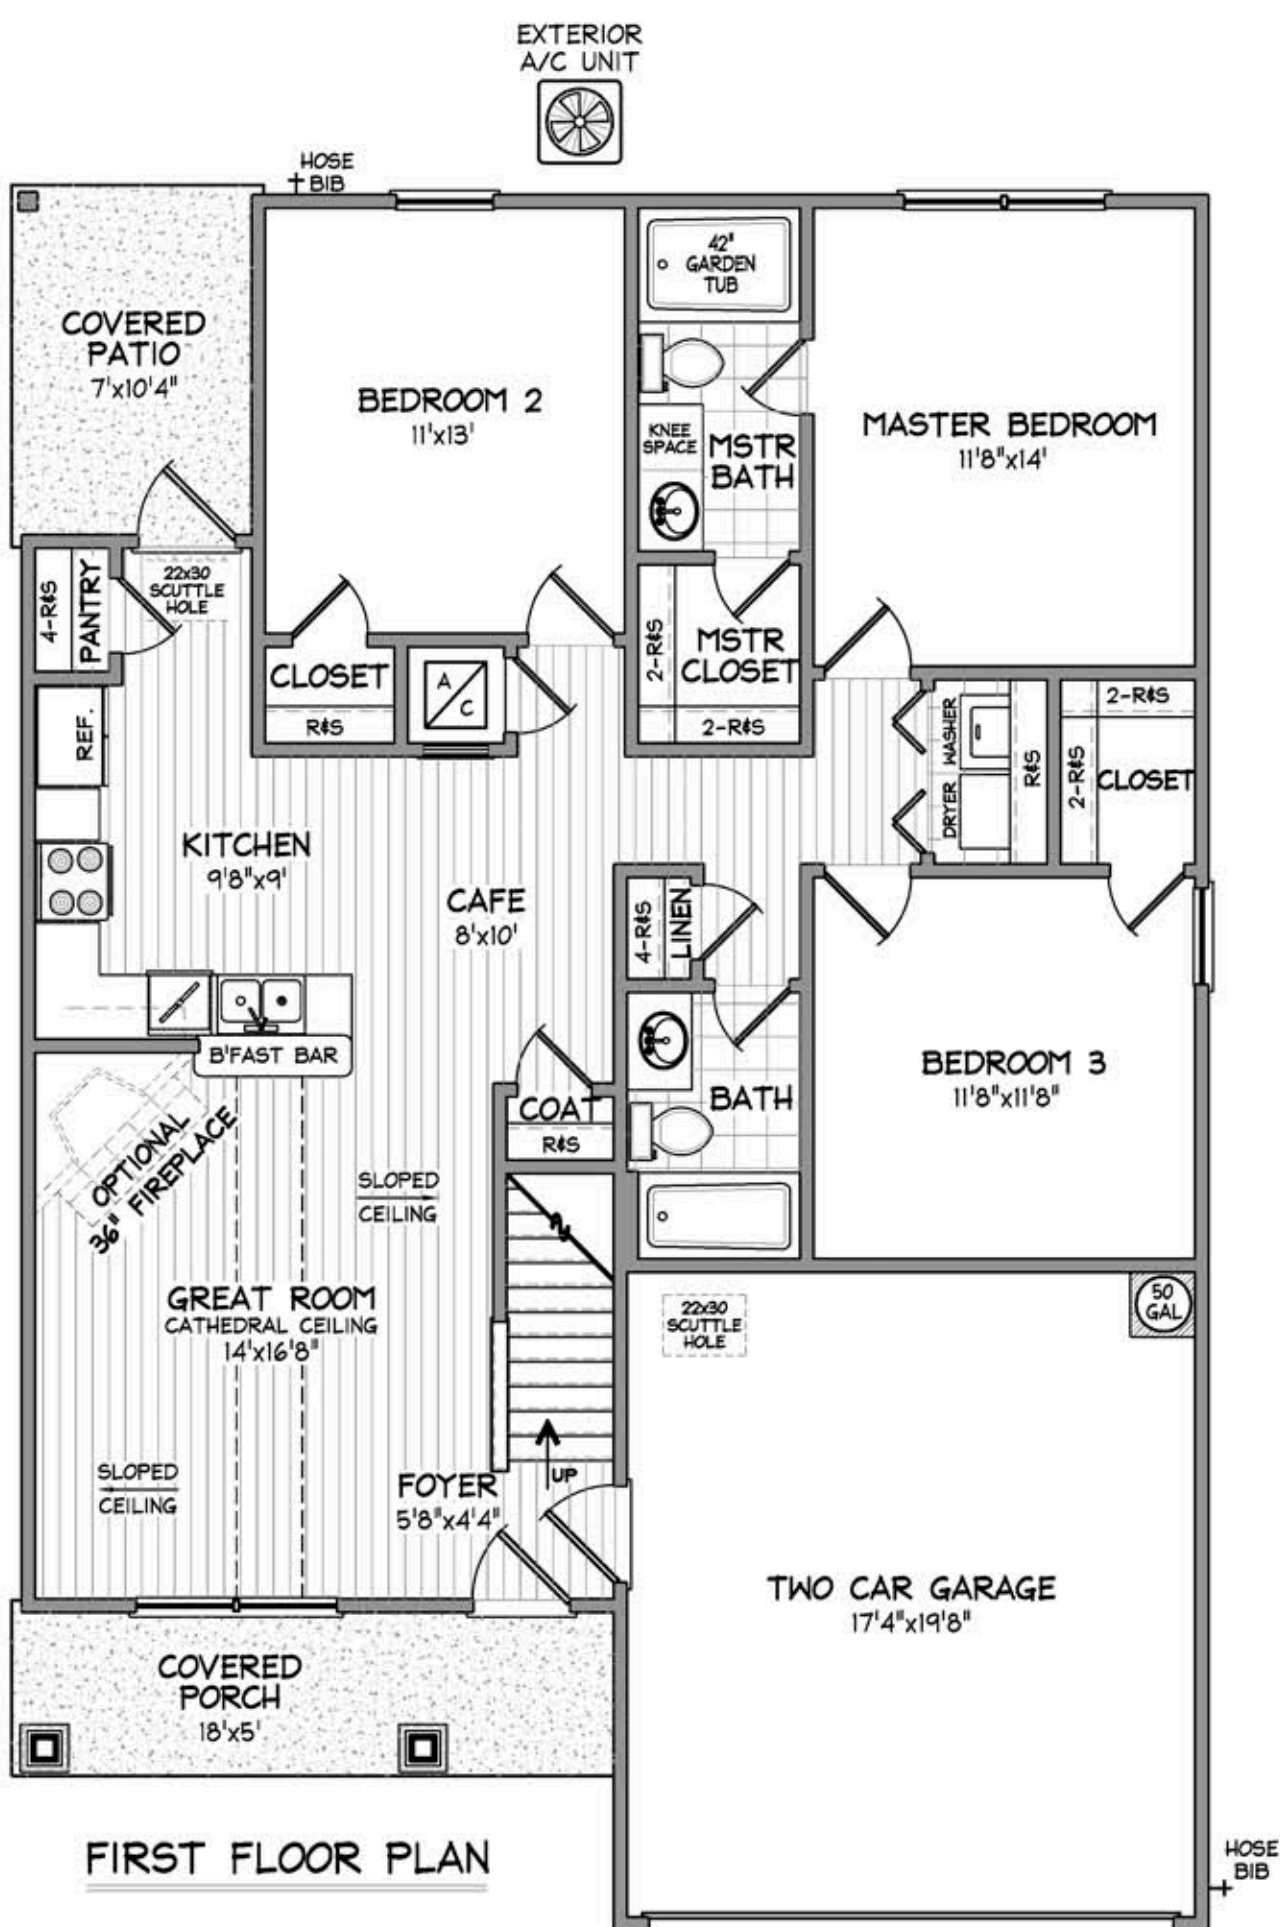 EXTERIOR
A/C UNIT
HOSE
BIB
COVERED
PATIO
7'x10'4"
BEDROOM 2
11'x13'
42"
GARDEN
TUB
KNEE
SPACE
MSTR
BATH
MASTER BEDROOM
11'8"x14'
4-R&S
PANTRY
22x30
SCUTTLE
HOLE
CLOSET
R&S
A
C
2-R&S
MSTR
CLOSET
2-R&S
WASHER
DRYER
R&S
2-R&S
2-R&S
CLOSET
REF.
KITCHEN
9'8"x9'
CAFE
8'x10'
4-R&S
LINEN
B'FAST BAR
BEDROOM 3
11'8"x11'8"
BATH
COAT
R&S
OPTIONAL
36" FIREPLACE
SLOPED
CEILING
GREAT ROOM
CATHEDRAL CEILING
14'x16'8"
22x30
SCUTTLE
HOLE
50
GAL
SLOPED
CEILING
FOYER
5'8"x4'4"
UP
TWO CAR GARAGE
17'4"x19'8"
COVERED
PORCH
18'x5'
FIRST FLOOR PLAN
HOSE
BIB